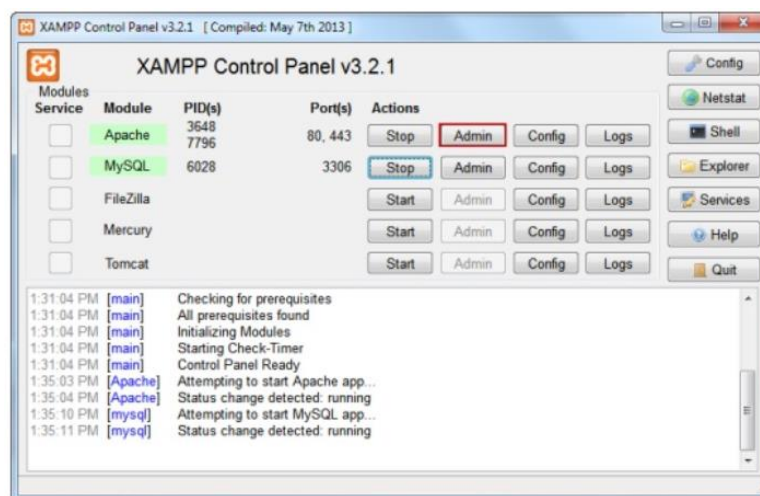 XAMPP Control Panel v3.2.1 [ Compiled: May 7th 2013 ]
XAMPP Control Panel v3.2.1
Config
Modules
Service Module PID(s) Port(s) Actions
Netstat
Apache 3648 7796 80, 443 Stop Admin Config Logs
Shell
MySQL 6028 3306 Stop Admin Config Logs
Explorer
FileZilla Start Admin Config Logs
Services
Mercury Start Admin Config Logs
Help
Tomcat Start Admin Config Logs
Quit
1:31:04 PM [main] Checking for prerequisites
1:31:04 PM [main] All prerequisites found
1:31:04 PM [main] Initializing Modules
1:31:04 PM [main] Starting Check-Timer
1:31:04 PM [main] Control Panel Ready
1:35:03 PM [Apache] Attempting to start Apache app...
1:35:04 PM [Apache] Status change detected: running
1:35:10 PM [mysql] Attempting to start MySQL app...
1:35:11 PM [mysql] Status change detected: running